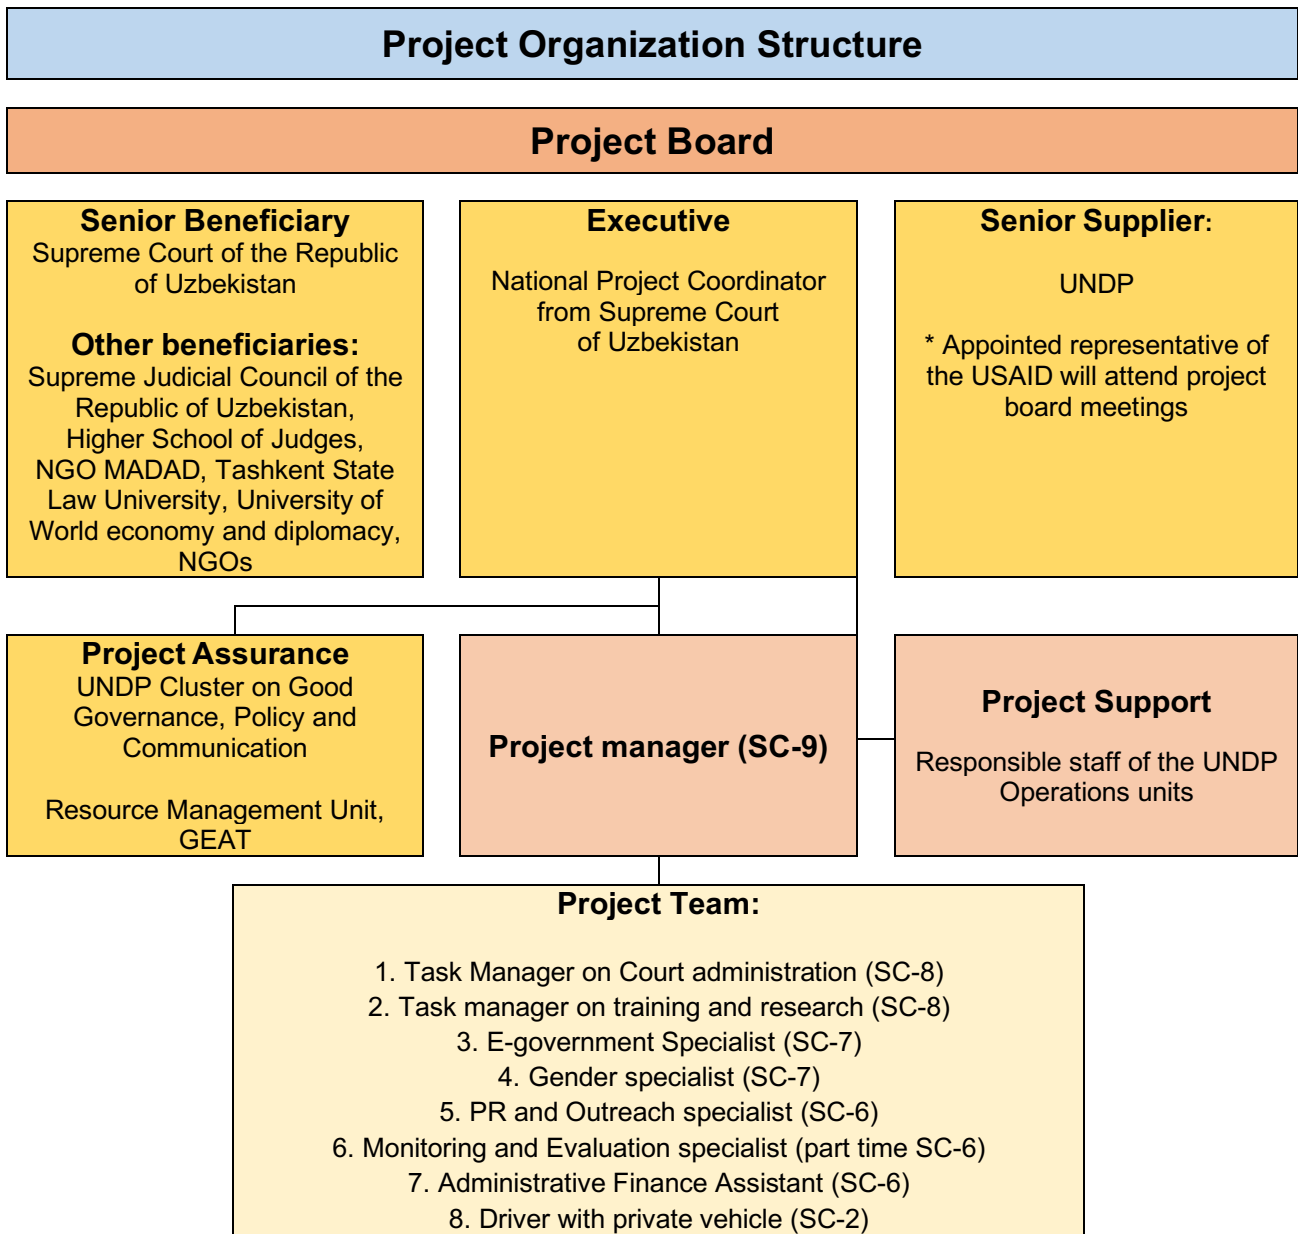 Project Organization Structure
Project Board
Senior Beneficiary
Supreme Court of the Republic
of Uzbekistan
Other beneficiaries:
Supreme Judicial Council of the
Republic of Uzbekistan,
Higher School of Judges,
NGO MADAD, Tashkent State
Law University, University of
World economy and diplomacy,
NGOs
Executive
National Project Coordinator
from Supreme Court
of Uzbekistan
Senior Supplier:
UNDP
* Appointed representative of
the USAID will attend project
board meetings
Project Assurance
UNDP Cluster on Good
Governance, Policy and
Communication
Resource Management Unit,
GEAT
Project manager (SC-9)
Project Support
Responsible staff of the UNDP
Operations units
Project Team:
1. Task Manager on Court administration (SC-8)
2. Task manager on training and research (SC-8)
3. E-government Specialist (SC-7)
4. Gender specialist (SC-7)
5. PR and Outreach specialist (SC-6)
6. Monitoring and Evaluation specialist (part time SC-6)
7. Administrative Finance Assistant (SC-6)
8. Driver with private vehicle (SC-2)